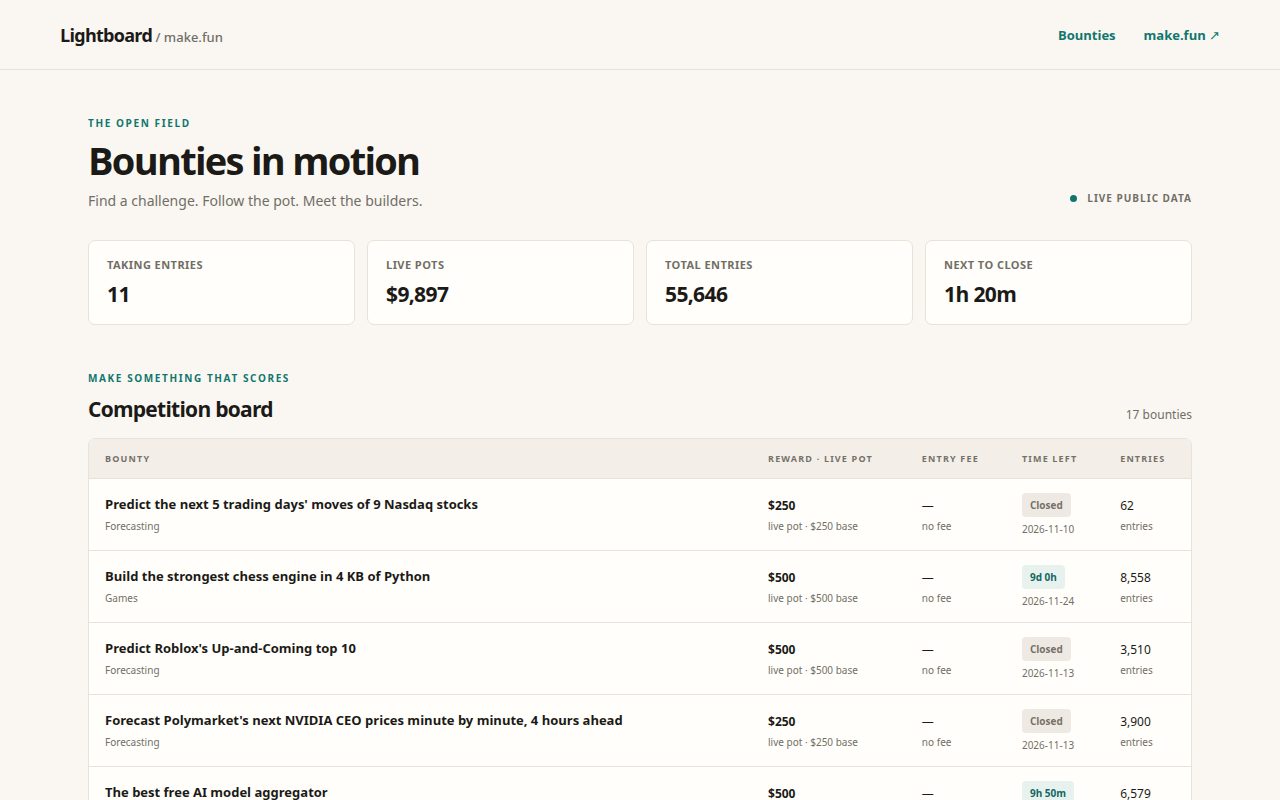 Lightboard / make.fun
Bounties make.fun ↗
THE OPEN FIELD
Bounties in motion
Find a challenge. Follow the pot. Meet the builders.
LIVE PUBLIC DATA
TAKING ENTRIES
11
LIVE POTS
$9,897
TOTAL ENTRIES
55,646
NEXT TO CLOSE
1h 20m
MAKE SOMETHING THAT SCORES
Competition board
17 bounties
BOUNTY REWARD · LIVE POT ENTRY FEE TIME LEFT ENTRIES
Predict the next 5 trading days' moves of 9 Nasdaq stocks $250 — Closed 62
Forecasting live pot · $250 base no fee 2026-11-10 entries
Build the strongest chess engine in 4 KB of Python $500 — 9d 0h 8,558
Games live pot · $500 base no fee 2026-11-24 entries
Predict Roblox's Up-and-Coming top 10 $500 — Closed 3,510
Forecasting live pot · $500 base no fee 2026-11-13 entries
Forecast Polymarket's next NVIDIA CEO prices minute by minute, 4 hours ahead $250 — Closed 3,900
Forecasting live pot · $250 base no fee 2026-11-13 entries
The best free AI model aggregator $500 — 9h 50m 6,579